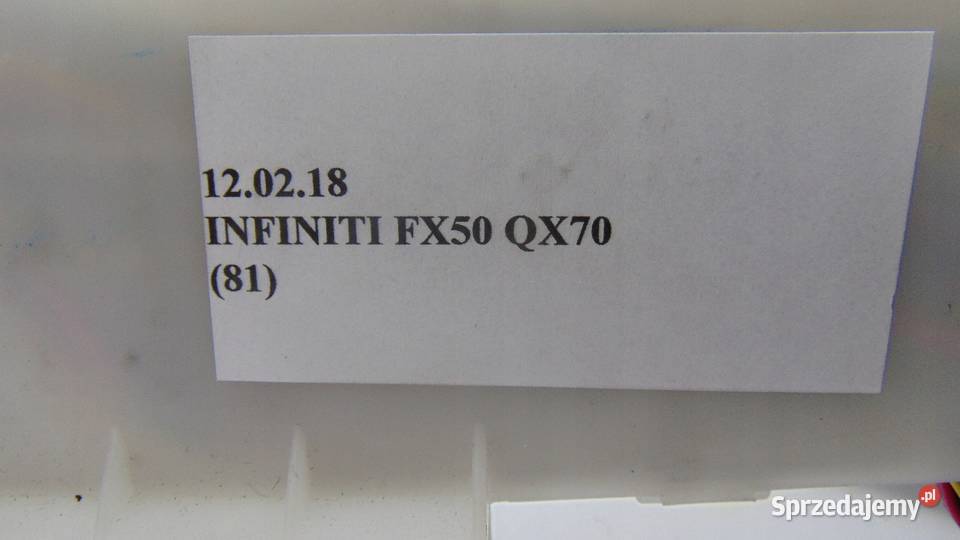 12.02.18
INFINITI FX50 QX70
(81)
Sprzedajemy.pl